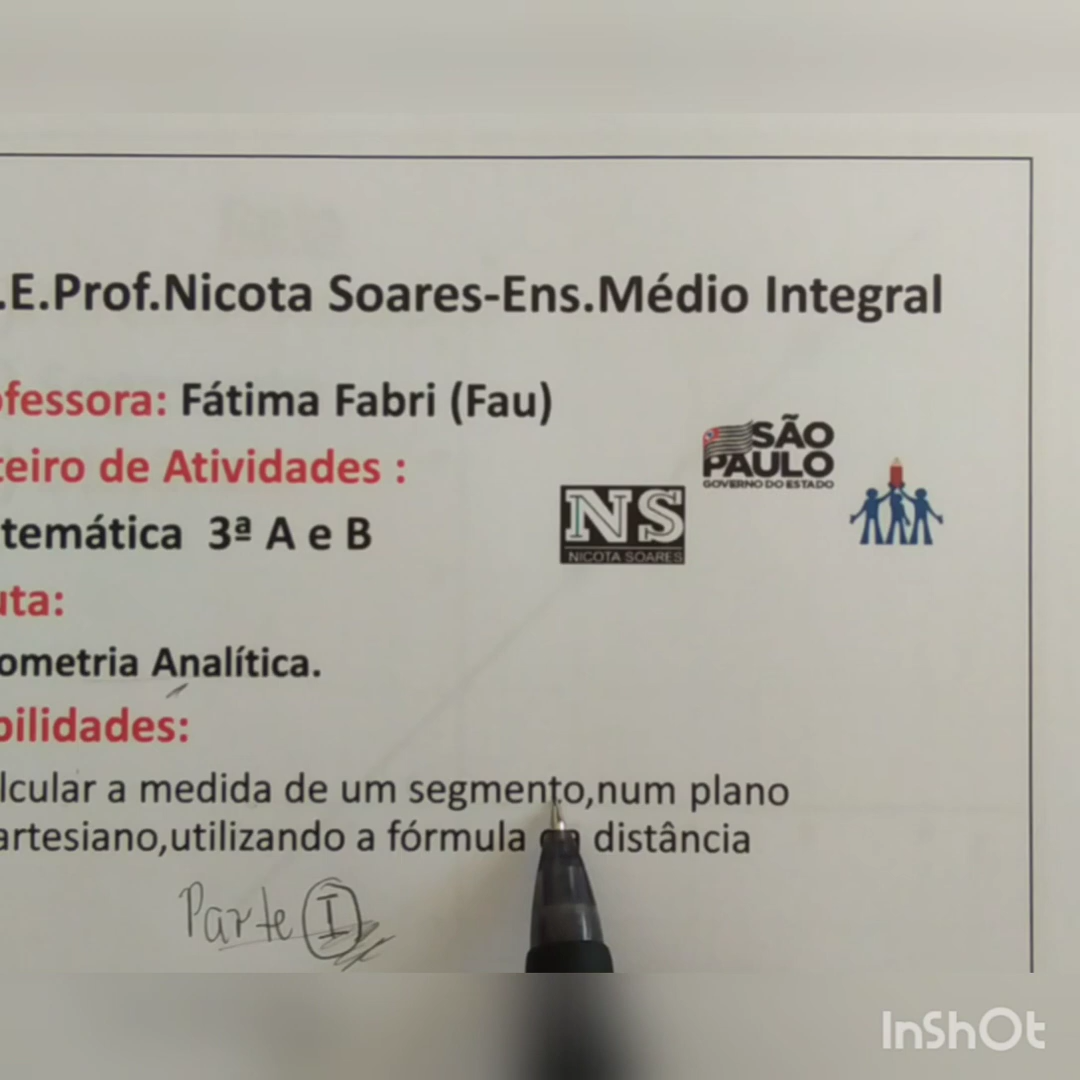 .E.Prof.Nicota Soares-Ens.Médio Integral
ofessora: Fátima Fabri (Fau)
teiro de Atividades :
SÃO
PAULO
GOVERNO DO ESTADO
NS
NICOTA SOARES
temática 3ª A e B
uta:
ometria Analítica.
bilidades:
lcular a medida de um segmento,num plano
artesiano,utilizando a fórmula distância
Parte I
InShOt